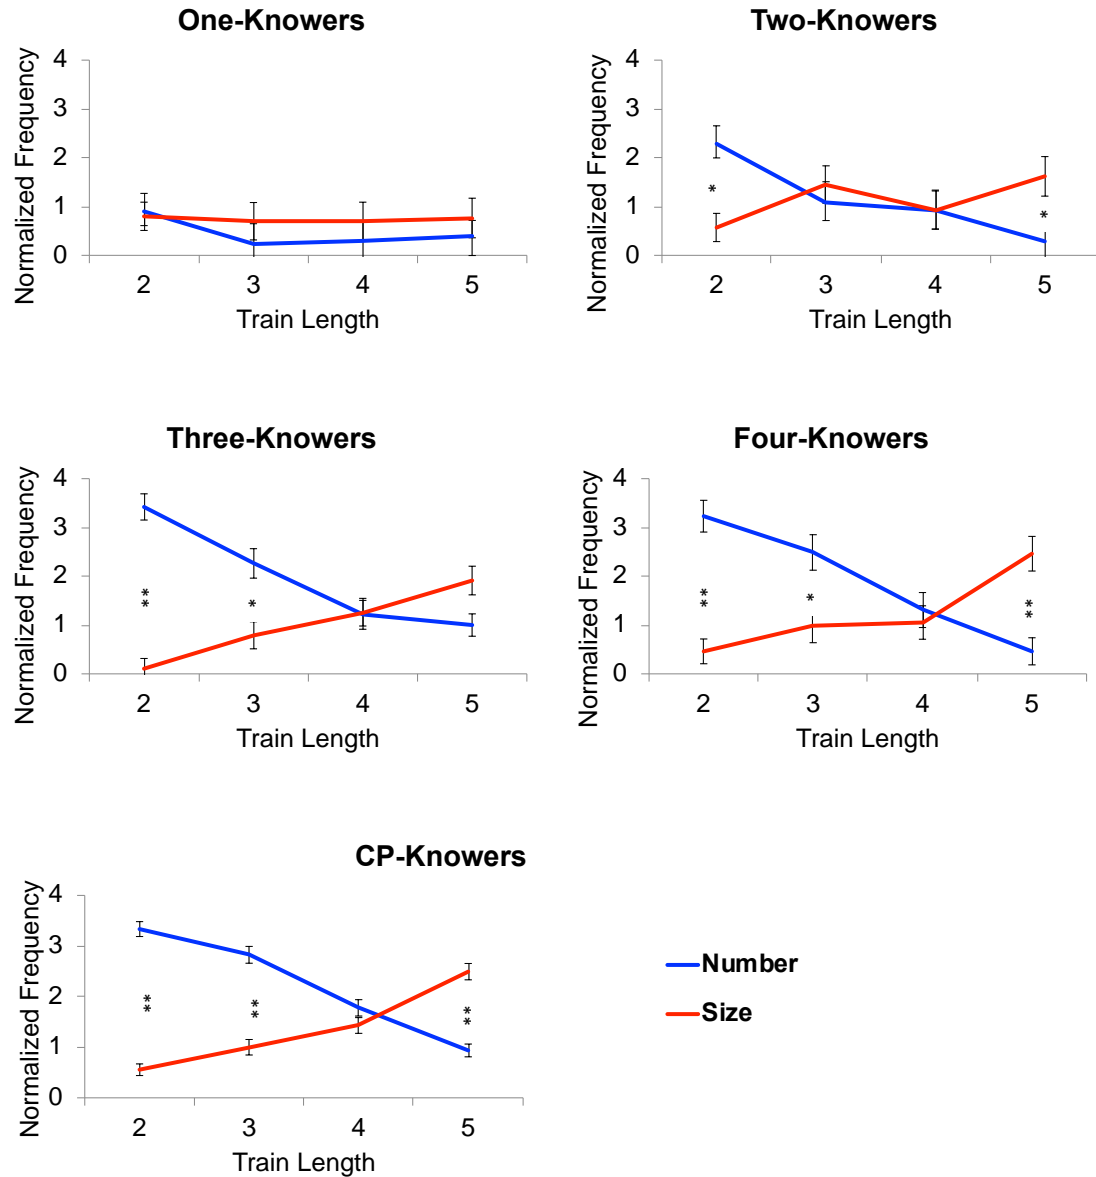 One-Knowers
Normalized Frequency
4
3
2
1
0
2 3 4 5
Train Length
Two-Knowers
Normalized Frequency
4
3
2
1
0
*
*
2 3 4 5
Train Length
Three-Knowers
Normalized Frequency
4
3
2
1
0
**
*
2 3 4 5
Train Length
Four-Knowers
Normalized Frequency
4
3
2
1
0
**
*
**
2 3 4 5
Train Length
CP-Knowers
Normalized Frequency
4
3
2
1
0
**
**
**
2 3 4 5
Train Length
Number
Size